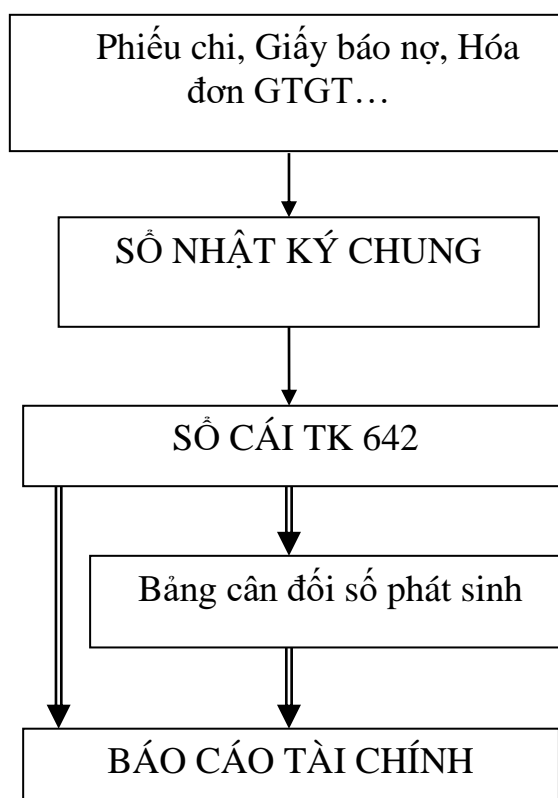 Phiếu chi, Giấy báo nợ, Hóa
đơn GTGT…
SỔ NHẬT KÝ CHUNG
SỔ CÁI TK 642
Bảng cân đối số phát sinh
BÁO CÁO TÀI CHÍNH